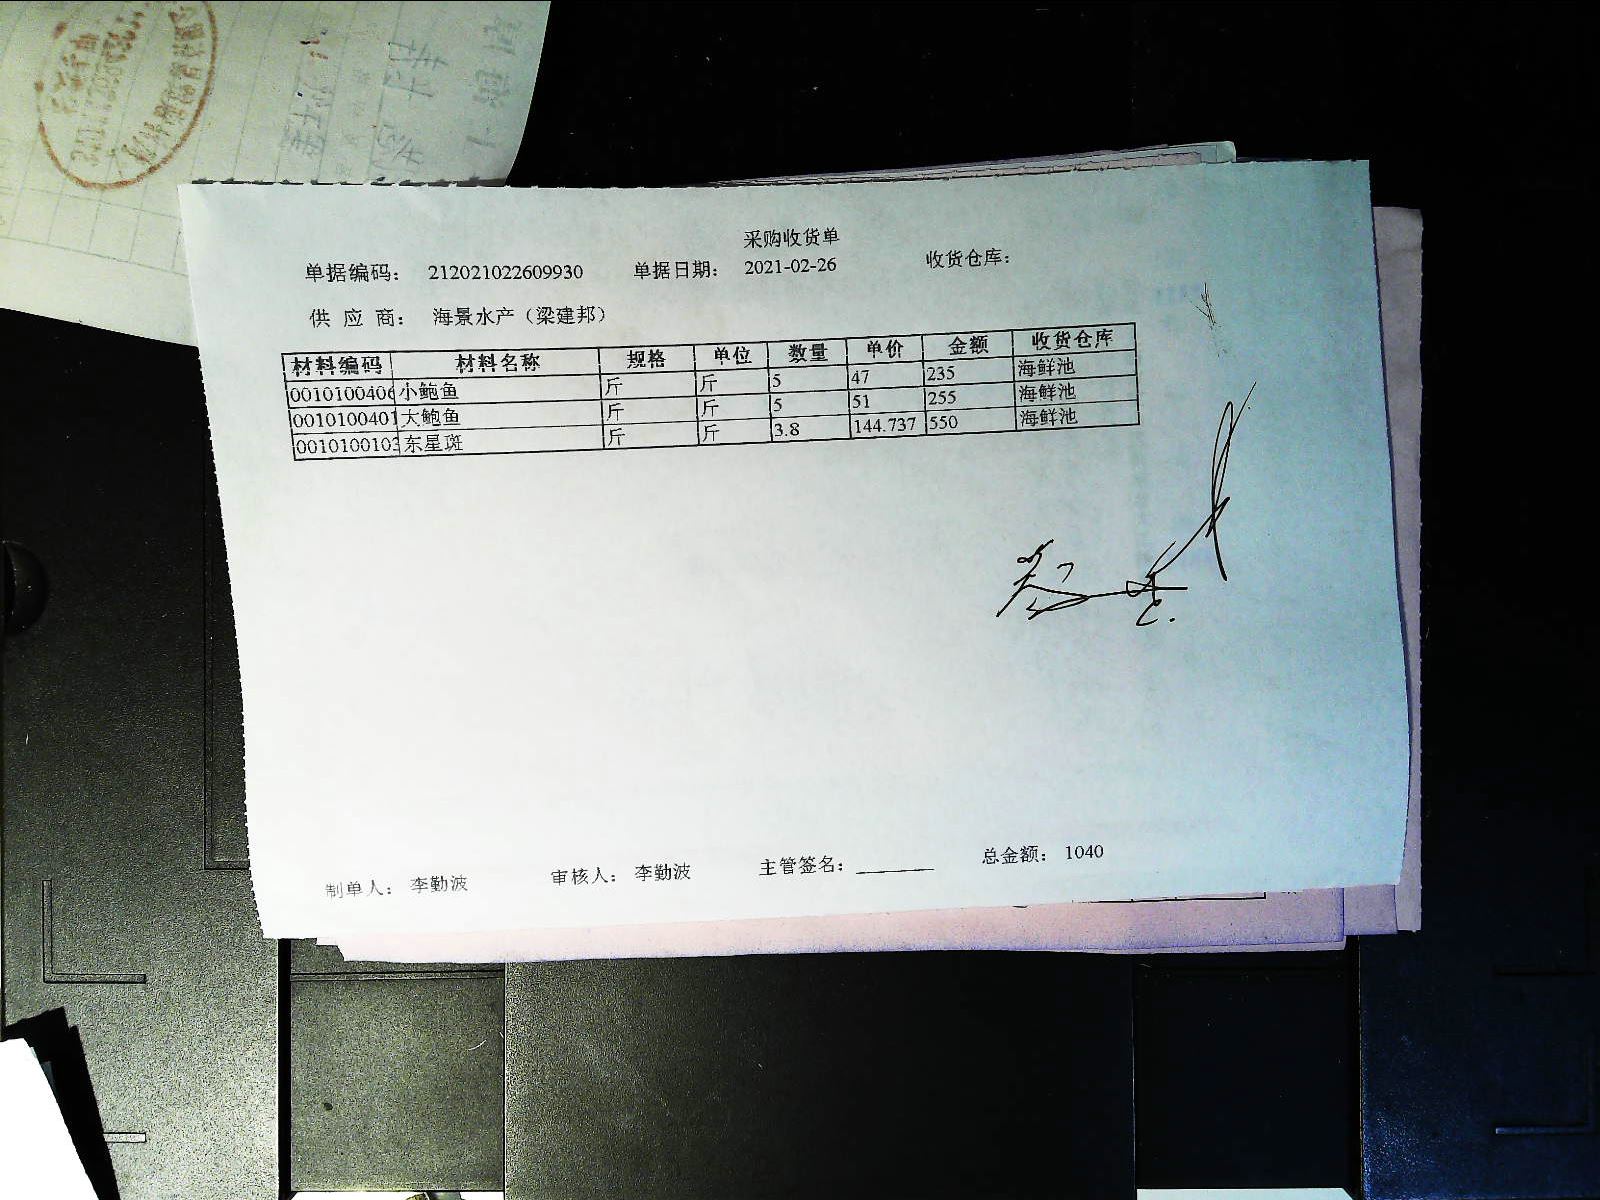 采购收货单
单据编码： 212021022609930 单据日期： 2021-02-26 收货仓库：
供 应 商： 海景水产（梁建邦）
材料编码 材料名称 规格 单位 数量 单价 金额 收货仓库
0010100406 小鲍鱼 斤 斤 5 47 235 海鲜池
0010100401 大鲍鱼 斤 斤 5 51 255 海鲜池
0010100103 东星斑 斤 斤 3.8 144.737 550 海鲜池
制单人： 李勤波 审核人： 李勤波 主管签名：_______ 总金额： 1040